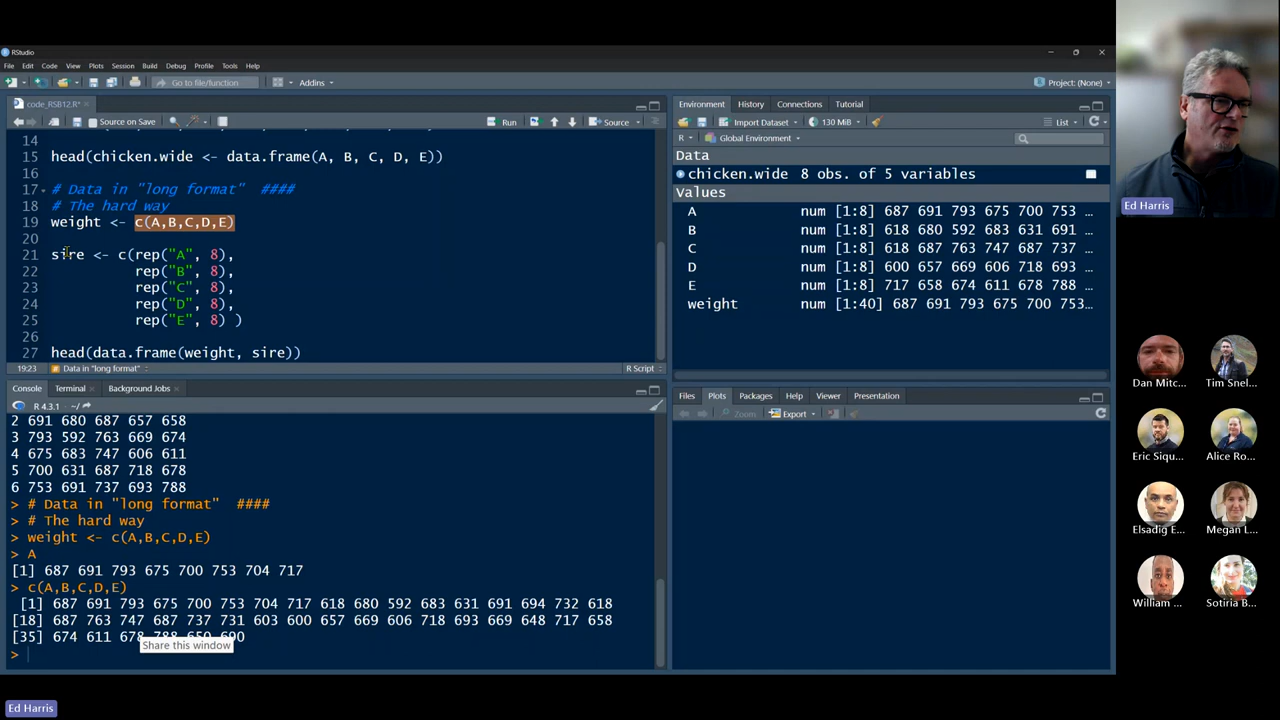 RStudio
File Edit Code View Plots Session Build Debug Profile Tools Help
Go to file/function
Addins
Project: (None)
code_RSB12.R*
Source on Save
Run
Source
14
15 head(chicken.wide <- data.frame(A, B, C, D, E))
16
17 # Data in "long format" ####
18 # The hard way
19 weight <- c(A,B,C,D,E)
20
21 sire <- c(rep("A", 8),
22 rep("B", 8),
23 rep("C", 8),
24 rep("D", 8),
25 rep("E", 8) )
26
27 head(data.frame(weight, sire))
19:23 Data in "long format"
R Script
Console Terminal Background Jobs
R 4.3.1 · ~/
2 691 680 687 657 658
3 793 592 763 669 674
4 675 683 747 606 611
5 700 631 687 718 678
6 753 691 737 693 788
> # Data in "long format" ####
> # The hard way
> weight <- c(A,B,C,D,E)
> A
[1] 687 691 793 675 700 753 704 717
> c(A,B,C,D,E)
[1] 687 691 793 675 700 753 704 717 618 680 592 683 631 691 694 732 618
[18] 687 763 747 687 737 731 603 600 657 669 606 718 693 669 648 717 658
[35] 674 611 678 788 650 690
>
Share this window
Environment History Connections Tutorial
Import Dataset
130 MiB
List
R
Global Environment
Data
chicken.wide 8 obs. of 5 variables
Values
A num [1:8] 687 691 793 675 700 753 ...
B num [1:8] 618 680 592 683 631 691 ...
C num [1:8] 618 687 763 747 687 737 ...
D num [1:8] 600 657 669 606 718 693 ...
E num [1:8] 717 658 674 611 678 788 ...
weight num [1:40] 687 691 793 675 700 753...
Files Plots Packages Help Viewer Presentation
Zoom
Export
Ed Harris
Dan Mitc...
Tim Snel...
Eric Siqu...
Alice Ro...
Elsadig E...
Megan L...
William ...
Sotiria B...
Ed Harris